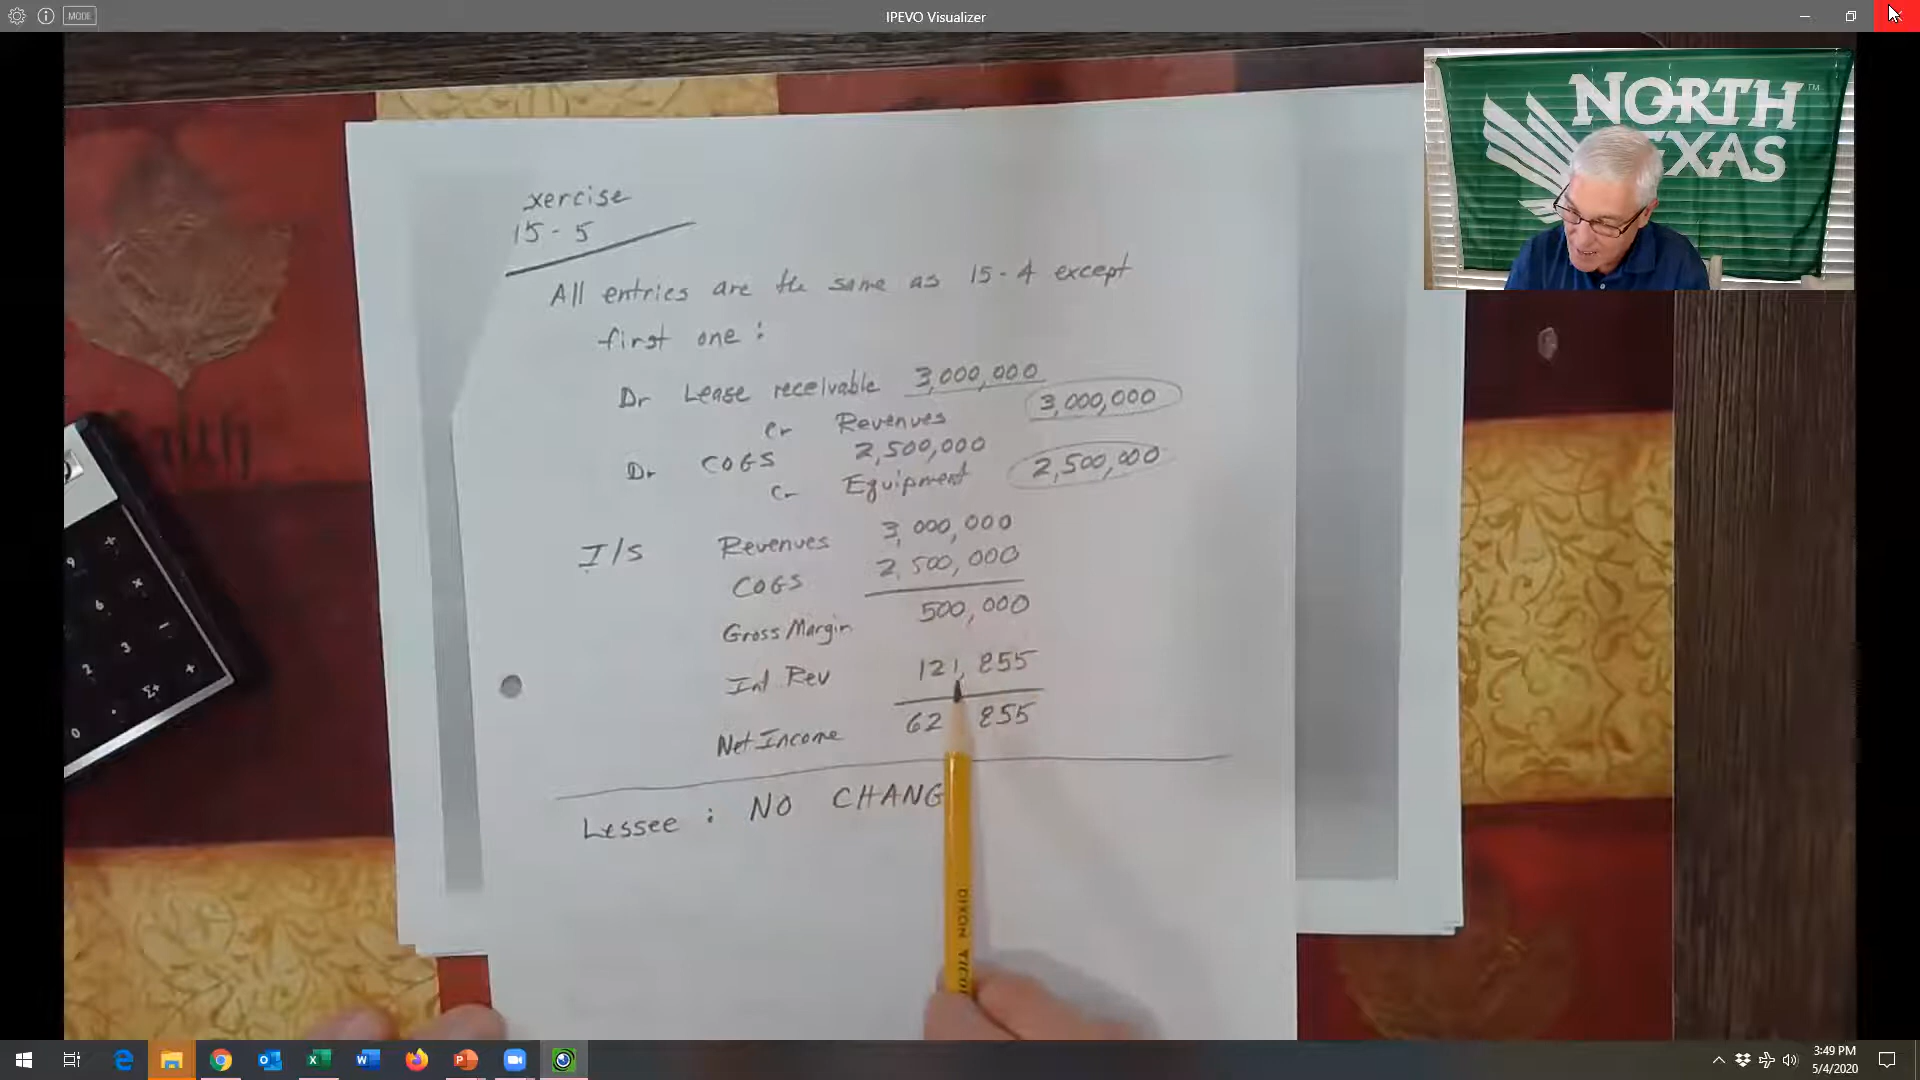 MODE
IPEVO Visualizer
NORTH
TEXAS
TM
xercise
15-5
All entries are the same as 15-4 except
first one:
Dr Lease receivable 3,000,000
Cr Revenues 3,000,000
Dr COGS 2,500,000
Cr Equipment 2,500,000
I/S Revenues 3,000,000
COGS 2,500,000
Gross Margin 500,000
Int Rev 121,855
Net Income 62 855
Lessee: NO CHANG
DIXON
3:49 PM
5/4/2020